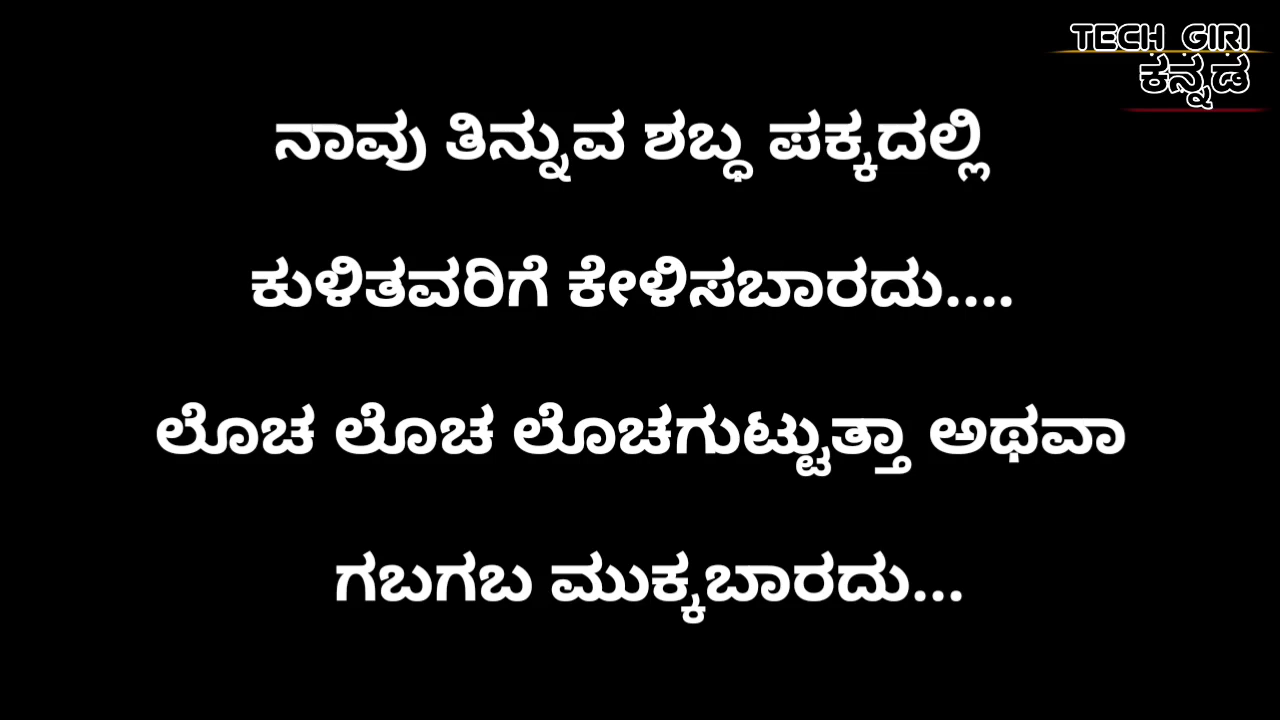 TECH GIRI
ಕನ್ನಡ
ನಾವು ತಿನ್ನುವ ಶಬ್ಧ ಪಕ್ಕದಲ್ಲಿ
ಕುಳಿತವರಿಗೆ ಕೇಳಿಸಬಾರದು....
ಲೊಚ ಲೊಚ ಲೊಚಗುಟ್ಟುತ್ತಾ ಅಥವಾ
ಗಬಗಬ ಮುಕ್ಕಬಾರದು...